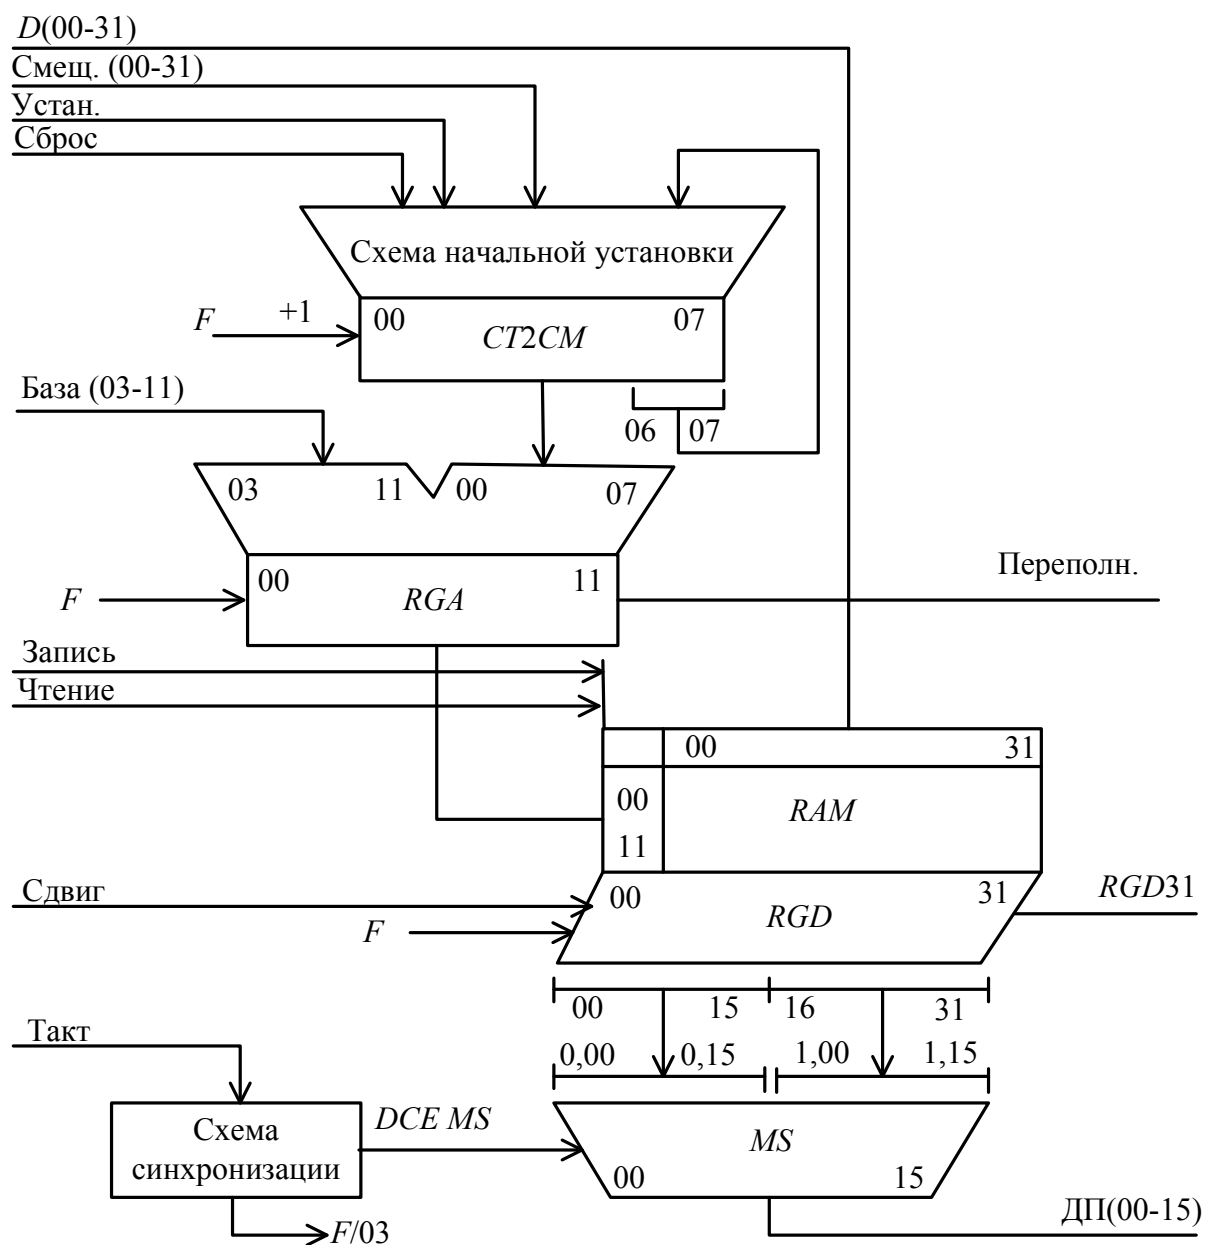 D(00-31)
Смещ. (00-31)
Устан.
Сброс
Схема начальной установки
F +1 00 07
CT2CM
База (03-11)
06 07
03 11 00 07
Переполн.
F 00 RGA 11
Запись
Чтение
00 31
00 RAM
11
Сдвиг 00 31 RGD31
F RGD
00 15 16 31
Такт
0,00 0,15 1,00 1,15
Схема DCE MS MS
синхронизации 00 15
F/03 ДП(00-15)